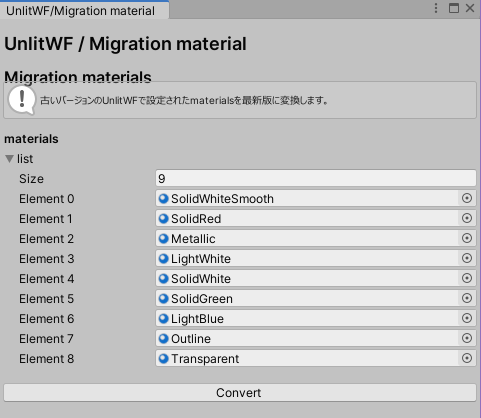 UnlitWF/Migration material
UnlitWF / Migration material
Migration materials
古いバージョンのUnlitWFで設定されたmaterialsを最新版に変換します。
materials
list
Size 9
Element 0 SolidWhiteSmooth
Element 1 SolidRed
Element 2 Metallic
Element 3 LightWhite
Element 4 SolidWhite
Element 5 SolidGreen
Element 6 LightBlue
Element 7 Outline
Element 8 Transparent
Convert